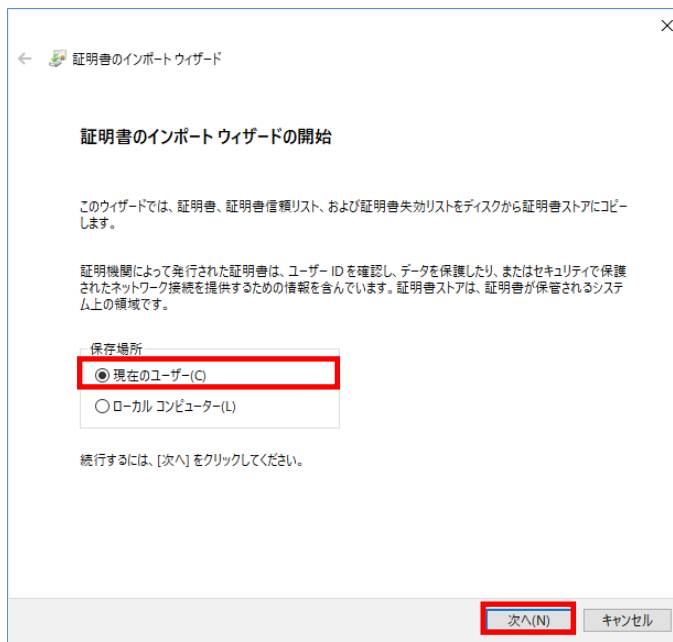 証明書のインポート ウィザード
証明書のインポート ウィザードの開始
このウィザードでは、証明書、証明書信頼リスト、および証明書失効リストをディスクから証明書ストアにコピー
します。
証明機関によって発行された証明書は、ユーザー ID を確認し、データを保護したり、またはセキュリティで保護
されたネットワーク接続を提供するための情報を含んでいます。証明書ストアは、証明書が保管されるシステ
ム上の領域です。
保存場所
現在のユーザー(C)
ローカル コンピューター(L)
続行するには、[次へ] をクリックしてください。
次へ(N)
キャンセル